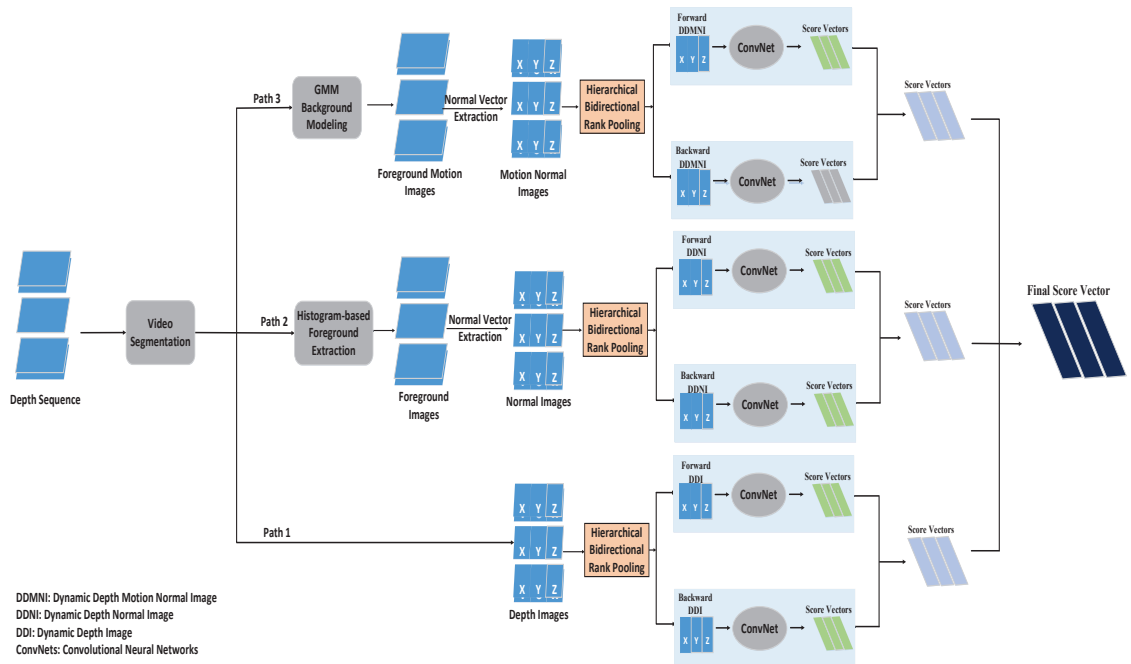 Forward
DDMNI
X Y Z
ConvNet
Score Vectors
Path 3
GMM
Background
Modeling
Foreground Motion
Images
Normal Vector
Extraction
X Y Z
X Y Z
X Y Z
Motion Normal
Images
Hierarchical
Bidirectional
Rank Pooling
Backward
DDMNI
X Y Z
ConvNet
Score Vectors
Score Vectors
Depth Sequence
Video
Segmentation
Path 2
Histogram-based
Foreground
Extraction
Foreground
Images
Normal Vector
Extraction
X Y Z
X Y Z
X Y Z
Normal Images
Hierarchical
Bidirectional
Rank Pooling
Forward
DDNI
X Y Z
ConvNet
Score Vectors
Backward
DDNI
X Y Z
ConvNet
Score Vectors
Score Vectors
Final Score Vector
Path 1
X Y Z
X Y Z
X Y Z
Depth Images
Hierarchical
Bidirectional
Rank Pooling
Forward
DDI
X Y Z
ConvNet
Score Vectors
Backward
DDI
X Y Z
ConvNet
Score Vectors
Score Vectors
DDMNI: Dynamic Depth Motion Normal Image
DDNI: Dynamic Depth Normal Image
DDI: Dynamic Depth Image
ConvNets: Convolutional Neural Networks